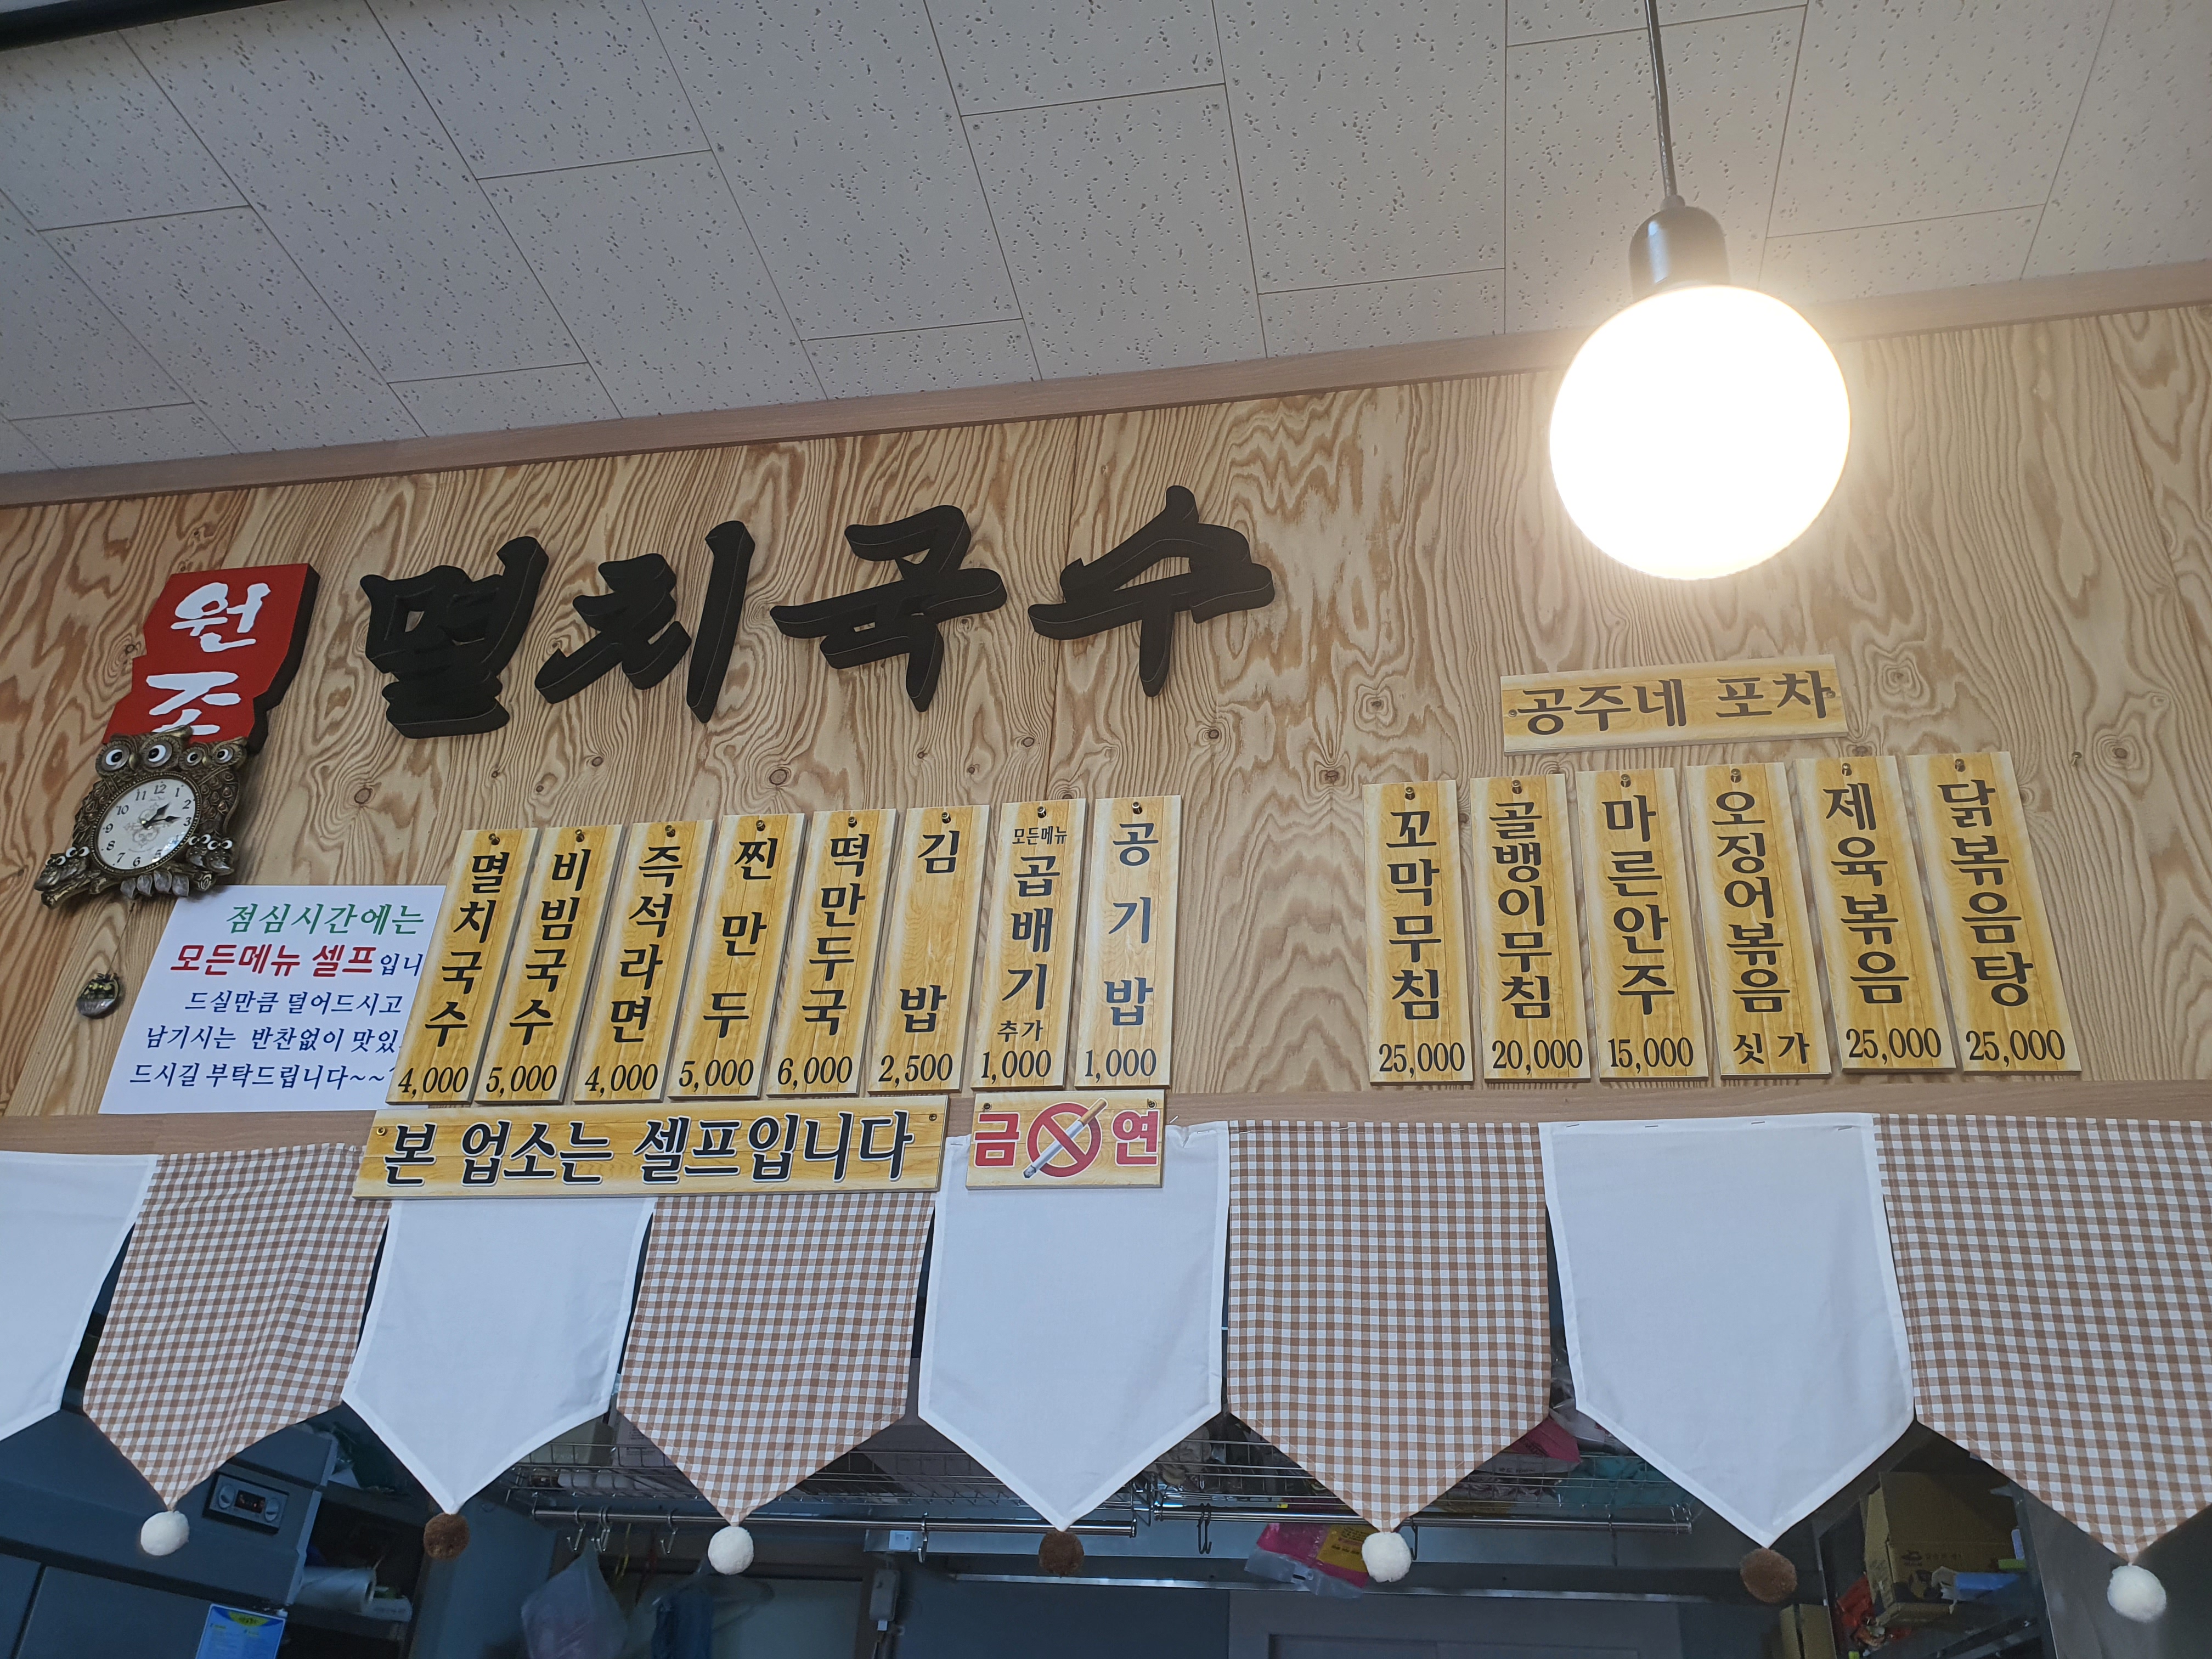 원조
멸치국수
공주네 포차
멸치국수 4,000
비빔국수 5,000
즉석라면 4,000
찐만두 5,000
떡만두국 6,000
김밥 2,500
모든메뉴 곱배기 추가 1,000
공기밥 1,000
꼬막무침 25,000
골뱅이무침 20,000
마른안주 15,000
오징어볶음 싯가
제육볶음 25,000
닭볶음탕 25,000
점심시간에는
모든메뉴 셀프입니
드실만큼 덜어드시고
남기시는 반찬없이 맛있
드시길 부탁드립니다~~
본 업소는 셀프입니다
금연